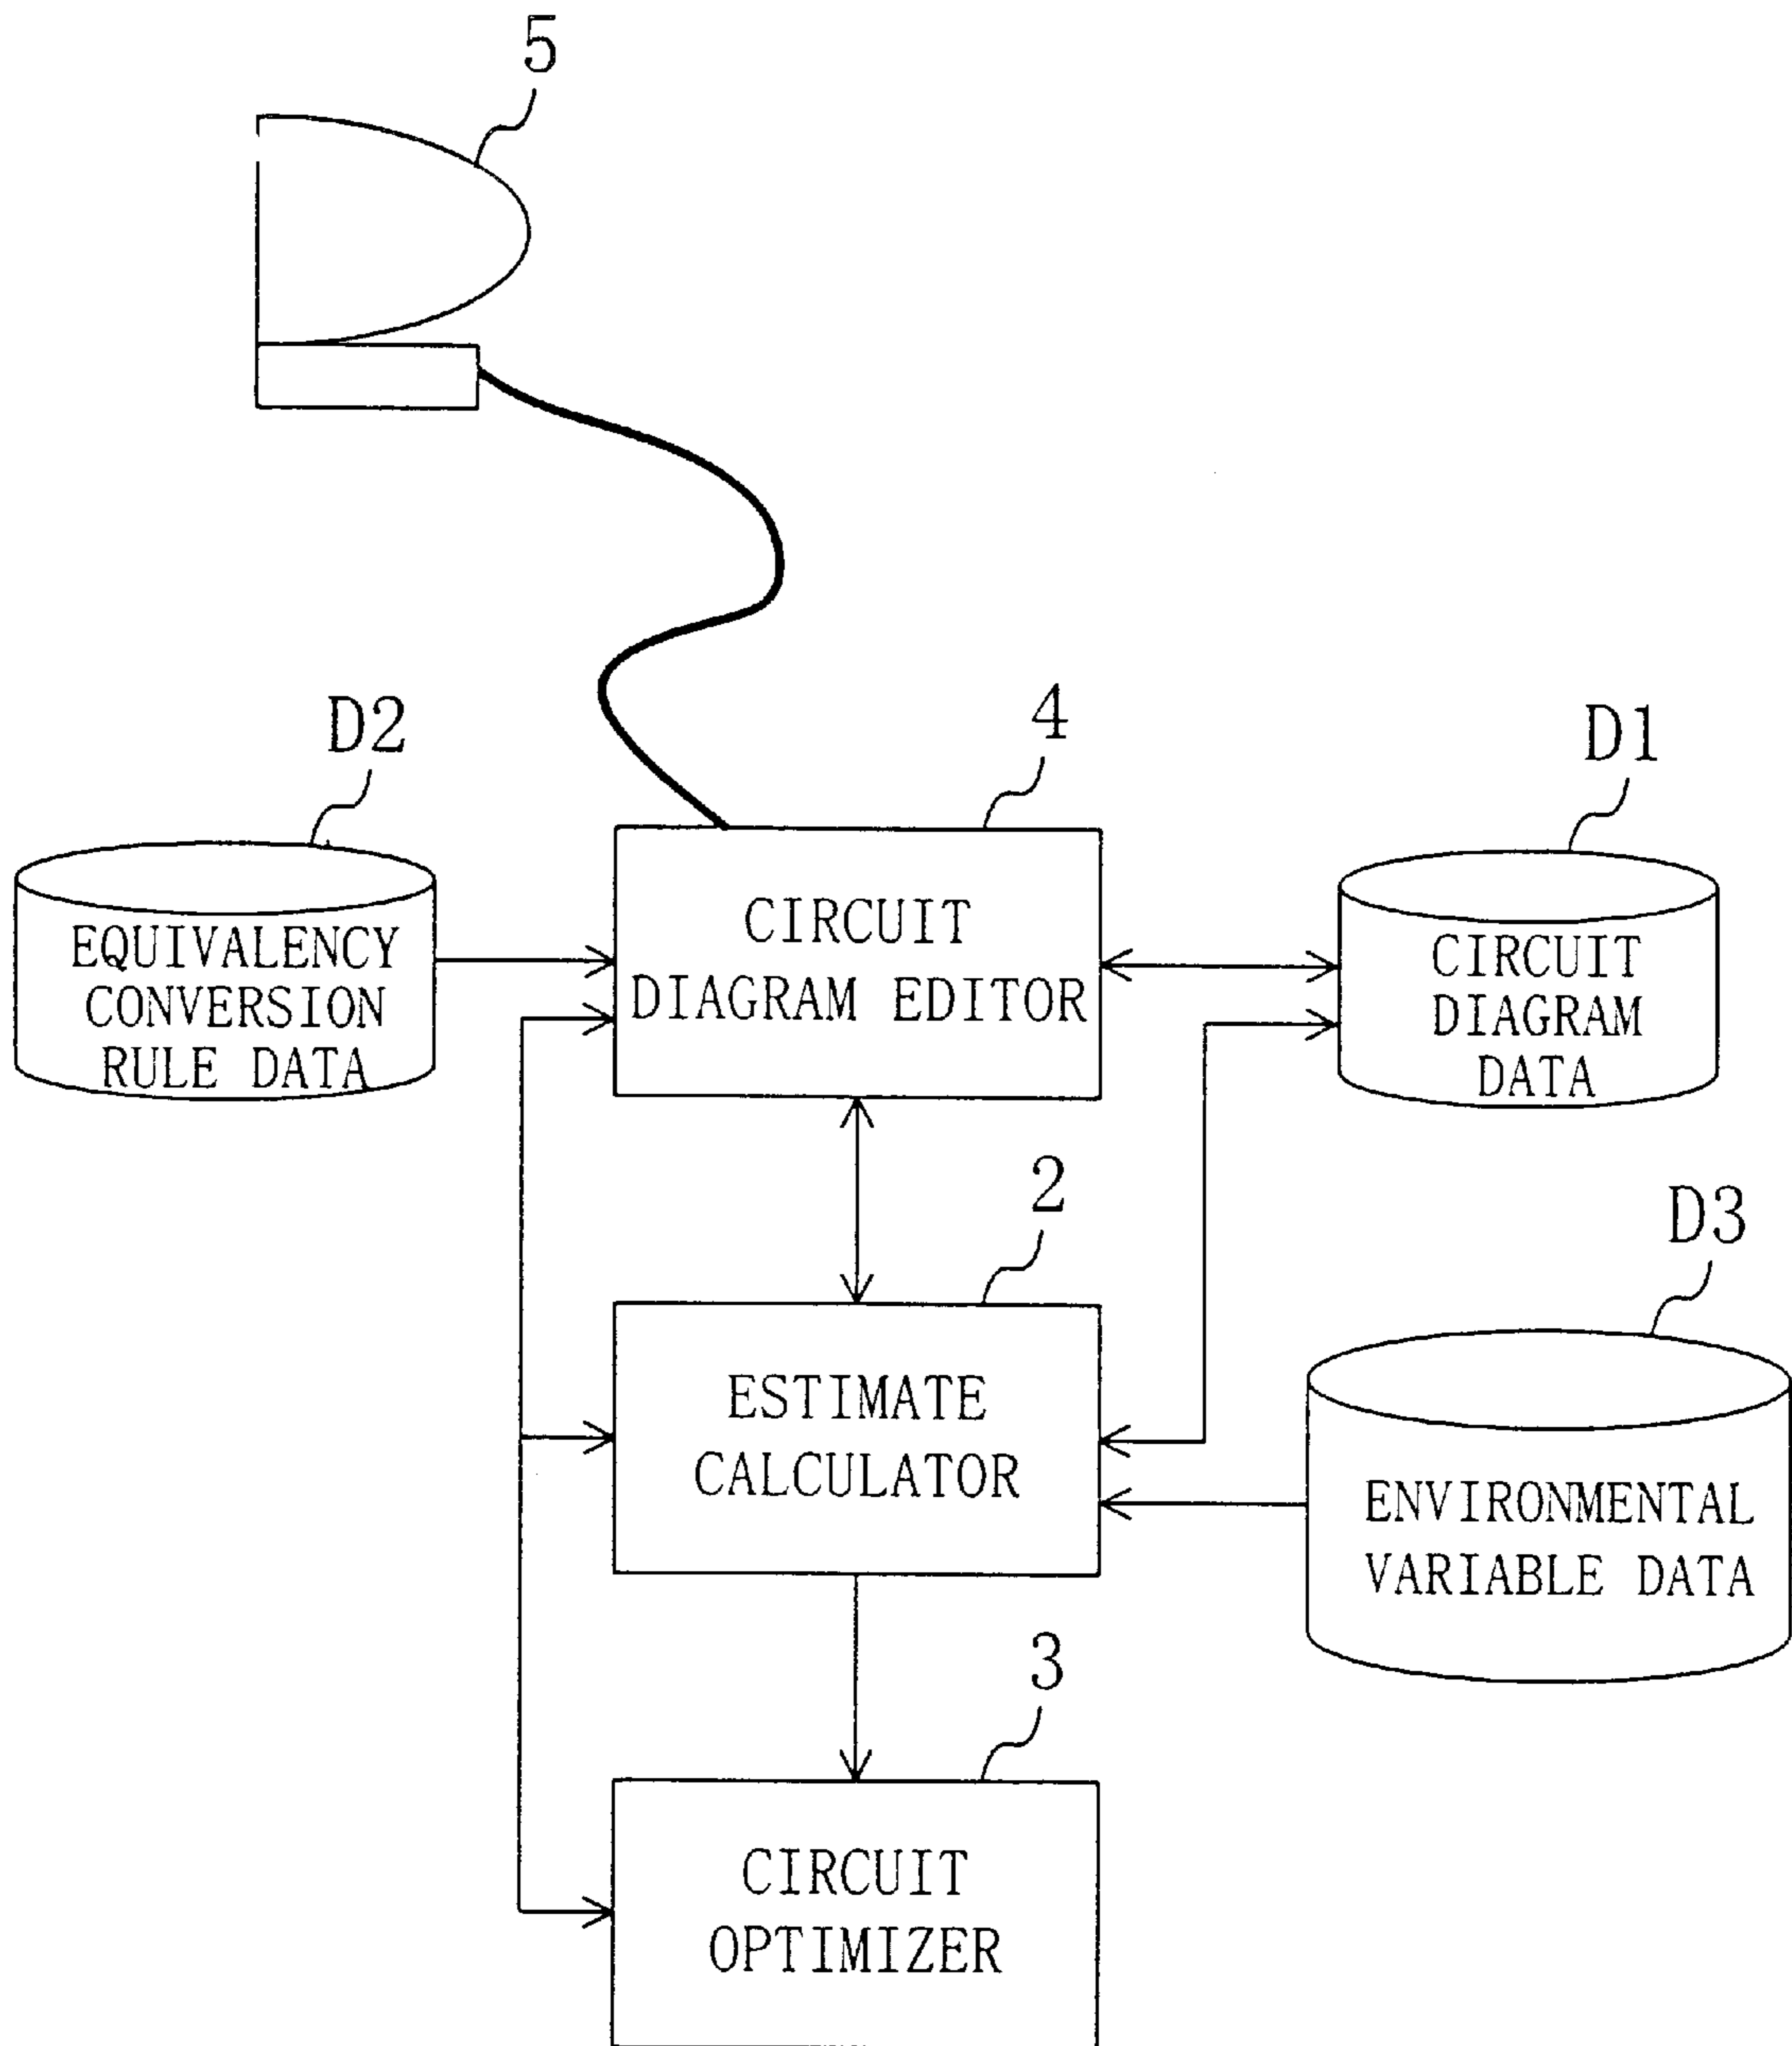 5
D2
4
D1
EQUIVALENCY
CONVERSION
RULE DATA
CIRCUIT
DIAGRAM EDITOR
CIRCUIT
DIAGRAM
DATA
2
D3
ESTIMATE
CALCULATOR
ENVIRONMENTAL
VARIABLE DATA
3
CIRCUIT
OPTIMIZER